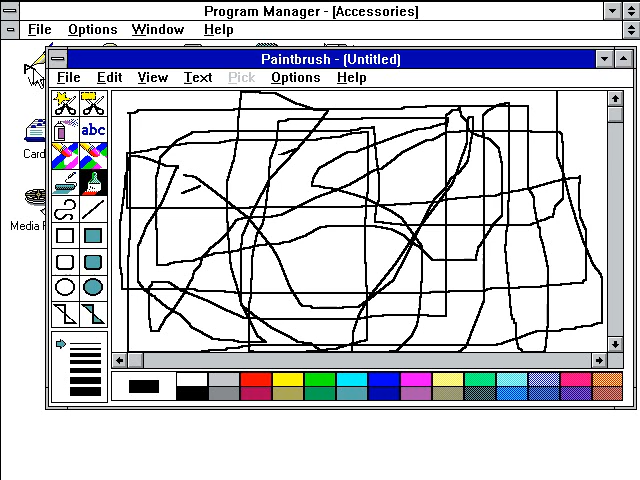 Program Manager - [Accessories]
File Options Window Help
Paintbrush - (Untitled)
File Edit View Text Pick Options Help
abc
Card
Media